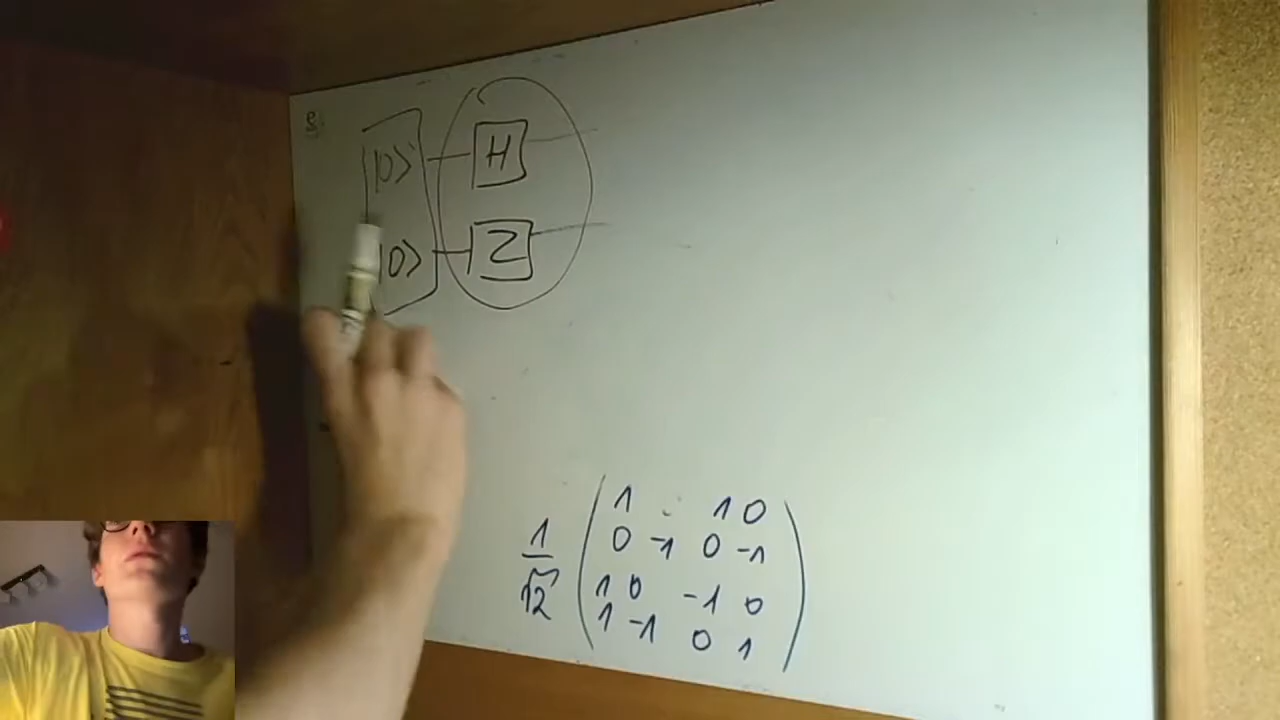 8.
|0⟩ H
|0⟩ Z
1 1 0
1/√2 0 -1 0 -1
1 0 -1 0
1 -1 0 1